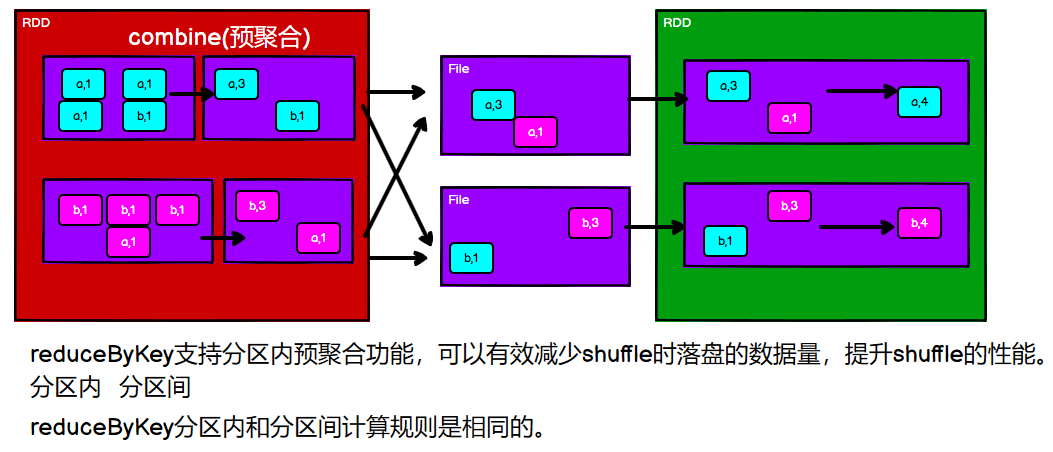 RDD
combine(预聚合)
a,1 a,1
a,1 b,1
a,3
b,1
b,1 b,1 b,1
a,1
b,3
a,1
File
a,3
a,1
File
b,3
b,1
RDD
a,3
a,1
a,4
b,3
b,1
b,4
reduceByKey支持分区内预聚合功能，可以有效减少shuffle时落盘的数据量，提升shuffle的性能。
分区内 分区间
reduceByKey分区内和分区间计算规则是相同的。